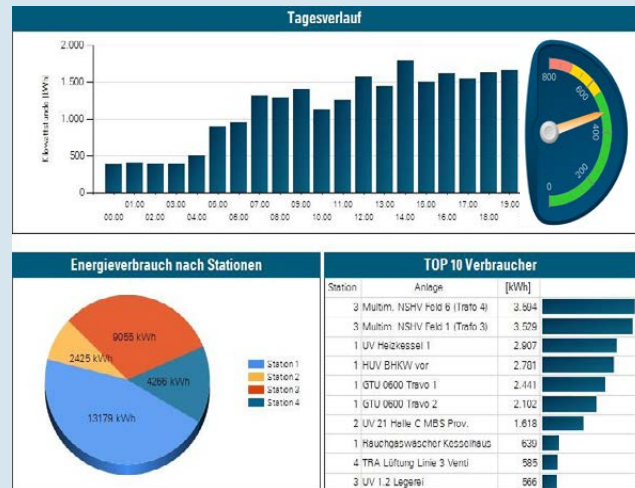 Tagesverlauf
Kilowattstunde [kWh]
2.000
1.500
1.000
500
0
00:00 01:00 02:00 03:00 04:00 05:00 06:00 07:00 08:00 09:00 10:00 11:00 12:00 13:00 14:00 15:00 16:00 17:00 18:00 19:00
800
600
400
200
0
Energieverbrauch nach Stationen
9055 kWh
2425 kWh
4266 kWh
13179 kWh
Station 1
Station 2
Station 3
Station 4
TOP 10 Verbraucher
Station Anlage [kWh]
3 Multim. NSHV Feld 6 (Trafo 4) 3.594
3 Multim. NSHV Feld 1 (Trafo 3) 3.529
1 UV Heizkessel 1 2.907
1 HUV BHKW vor 2.781
1 GTU 0600 Travo 1 2.441
1 GTU 0600 Travo 2 2.102
2 UV 21 Halle C MBS Prov. 1.618
1 Rauchgaswäscher Kesselhaus 639
4 TRA Lüftung Linie 3 Venti 585
3 UV 1.2 Legerei 566